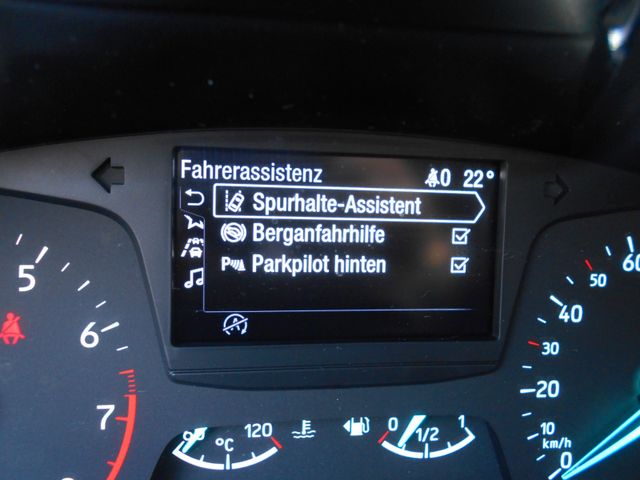 Fahrerassistenz 0 22°
Spurhalte-Assistent
Berganfahrhilfe
P Parkpilot hinten
A
5
6
7
60
50
40
30
20
10
km/h
0
°C 120
0 1/2 1